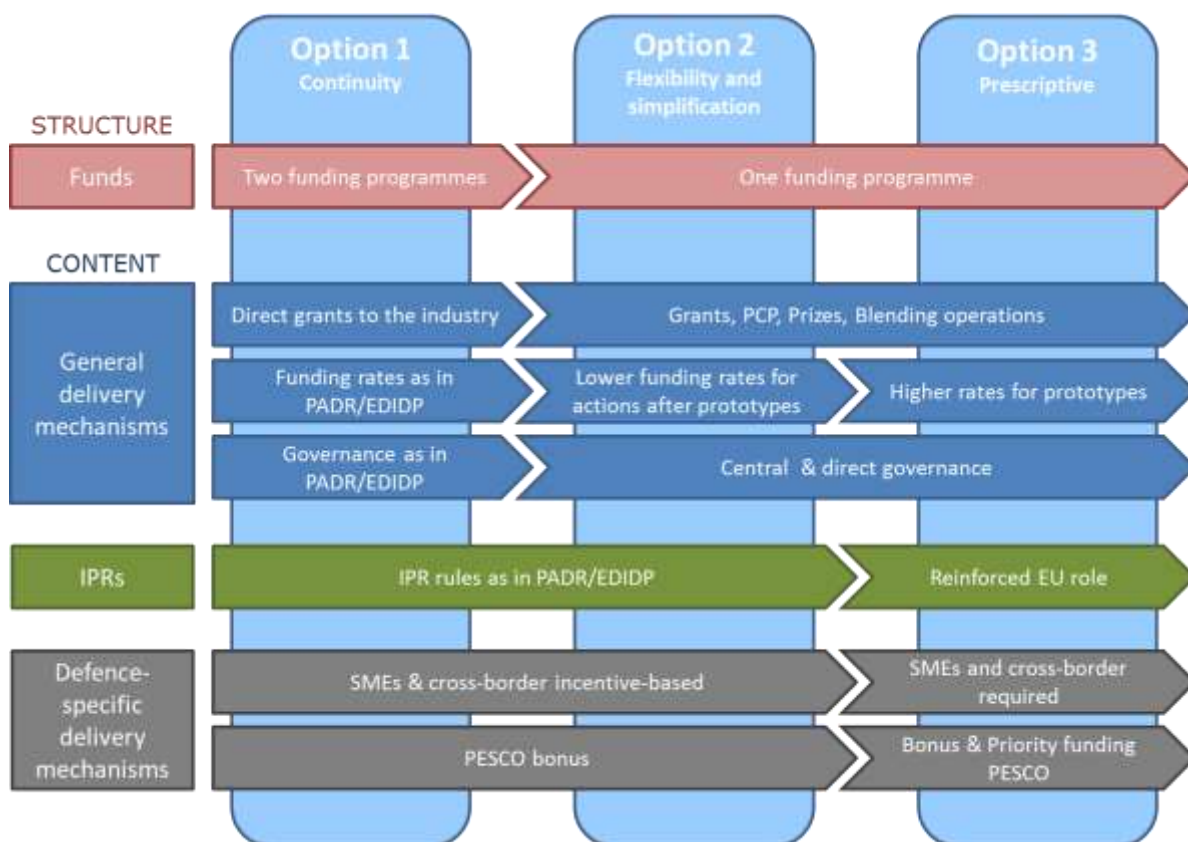 Option 1
Continuity
Option 2
Flexibility and
simplification
Option 3
Prescriptive
STRUCTURE
Funds
Two funding programmes
One funding programme
CONTENT
General
delivery
mechanisms
Direct grants to the industry
Grants, PCP, Prizes, Blending operations
Funding rates as in
PADR/EDIDP
Lower funding rates for
actions after prototypes
Higher rates for prototypes
Governance as in
PADR/EDIDP
Central & direct governance
IPRs
IPR rules as in PADR/EDIDP
Reinforced EU role
Defence-
specific
delivery
mechanisms
SMEs & cross-border incentive-based
SMEs and cross-border
required
PESCO bonus
Bonus & Priority funding
PESCO